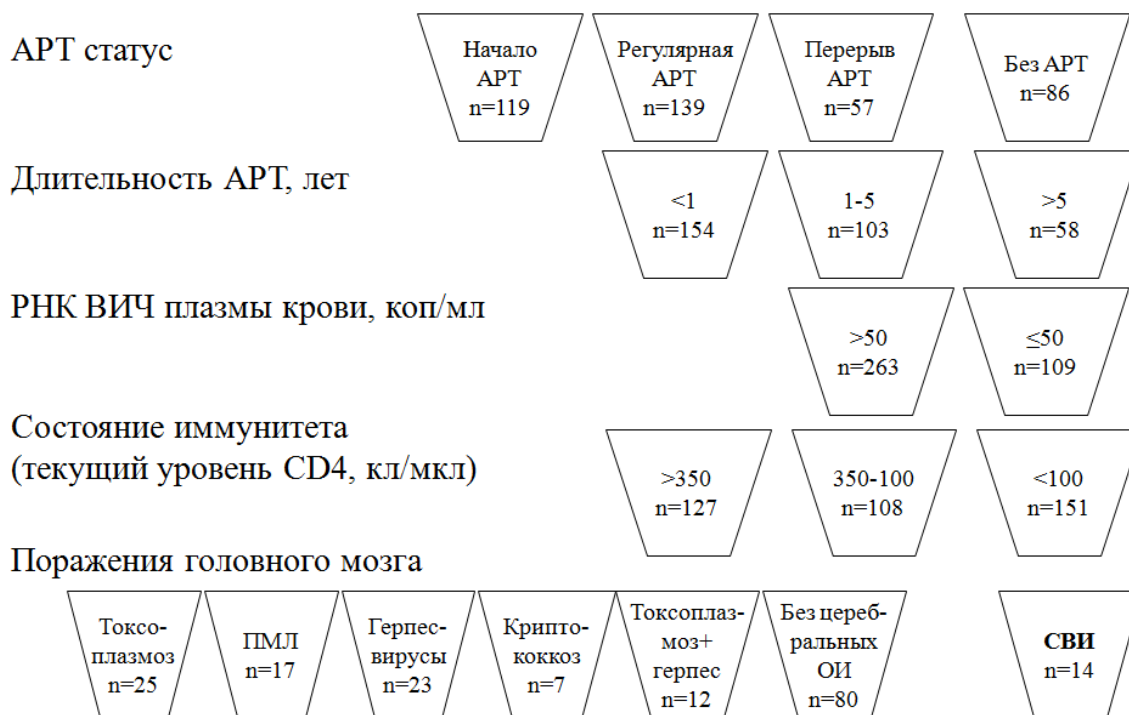 АРТ статус
Начало
АРТ
n=119
Регулярная
АРТ
n=139
Перерыв
АРТ
n=57
Без АРТ
n=86
Длительность АРТ, лет
<1
n=154
1-5
n=103
>5
n=58
РНК ВИЧ плазмы крови, коп/мл
>50
n=263
≤50
n=109
Состояние иммунитета
(текущий уровень CD4, кл/мкл)
>350
n=127
350-100
n=108
<100
n=151
Поражения головного мозга
Токсо-
плазмоз
n=25
ПМЛ
n=17
Герпес-
вирусы
n=23
Крипто-
коккоз
n=7
Токсоплаз-
моз+
герпес
n=12
Без цереб-
ральных
ОИ
n=80
СВИ
n=14